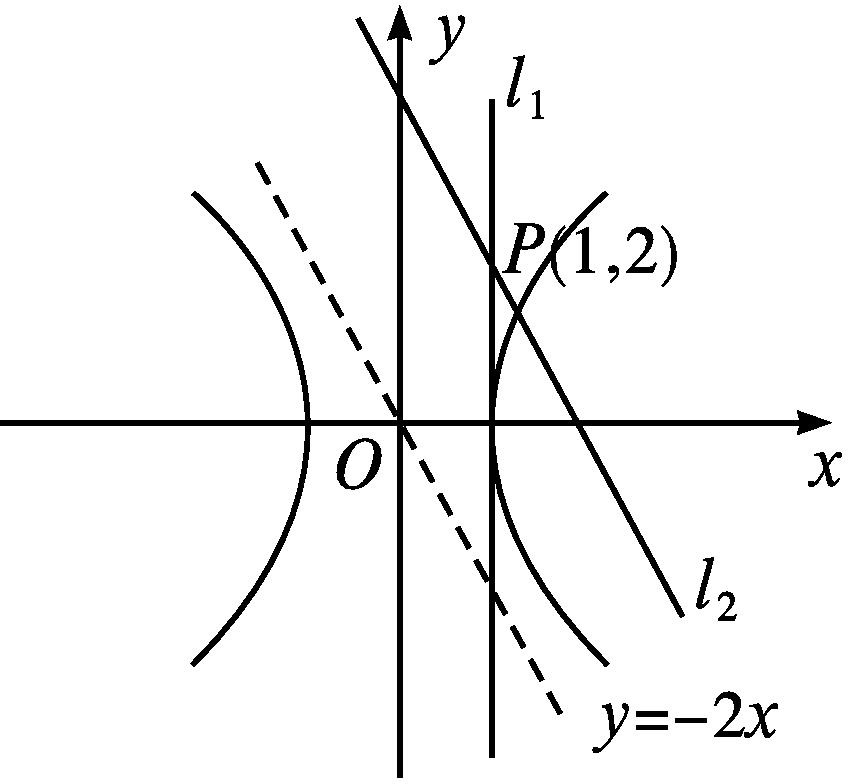 y
l₁
P(1,2)
O
x
l₂
y=−2x